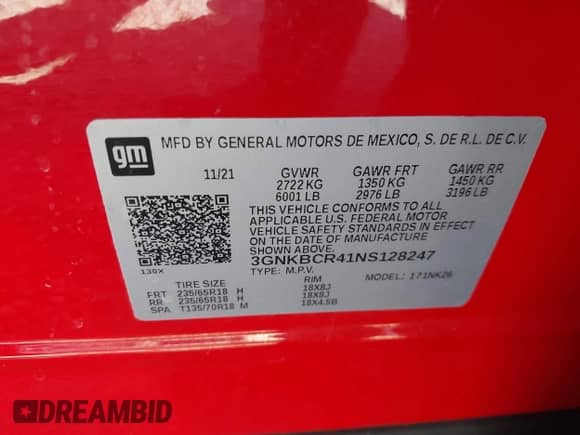 gm
MFD BY GENERAL MOTORS DE MEXICO, S. DE R.L. DE C.V.
11/21 GVWR GAWR FRT GAWR RR
2722 KG 1350 KG 1450 KG
6001 LB 2976 LB 3196 LB
THIS VEHICLE CONFORMS TO ALL
APPLICABLE U.S. FEDERAL MOTOR
VEHICLE SAFETY STANDARDS IN EFFECT
ON THE DATE OF MANUFACTURE
SHOWN ABOVE.
3GNKBCR41NS128247
130X TYPE: M.P.V. MODEL: 171NK26
TIRE SIZE RIM
FRT 235/65R18 H 18X8J
RR 235/65R18 H 18X8J
SPA T135/70R18 M 18X4.5B
DREAMBID